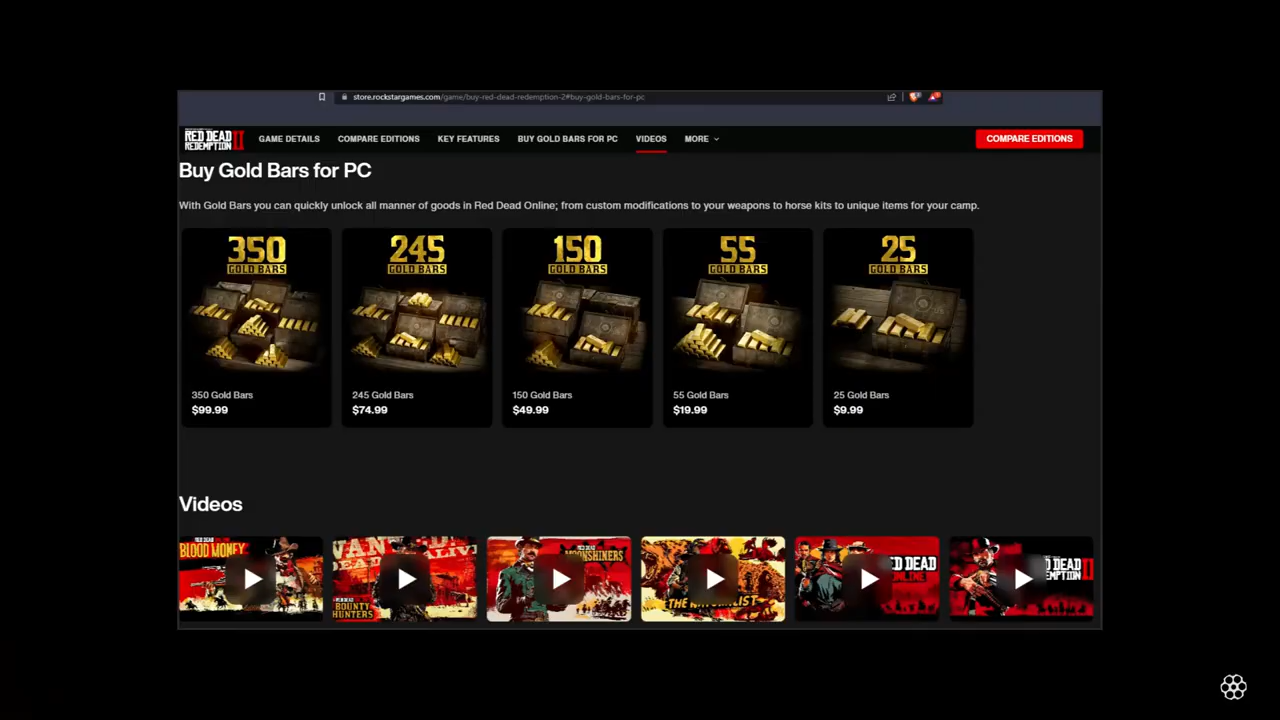 store.rockstargames.com/game/buy-red-dead-redemption-2#buy-gold-bars-for-pc
RED DEAD REDEMPTION II
GAME DETAILS COMPARE EDITIONS KEY FEATURES BUY GOLD BARS FOR PC VIDEOS MORE COMPARE EDITIONS
Buy Gold Bars for PC
With Gold Bars you can quickly unlock all manner of goods in Red Dead Online; from custom modifications to your weapons to horse kits to unique items for your camp.
350 245 150 55 25
GOLD BARS GOLD BARS GOLD BARS GOLD BARS GOLD BARS
350 Gold Bars 245 Gold Bars 150 Gold Bars 55 Gold Bars 25 Gold Bars
$99.99 $74.99 $49.99 $19.99 $9.99
Videos
BLOOD MONEY
RED DEAD
BOUNTY
HUNTERS
RED DEAD
MOONSHINERS
THE NATURALIST
RED DEAD
ONLINE